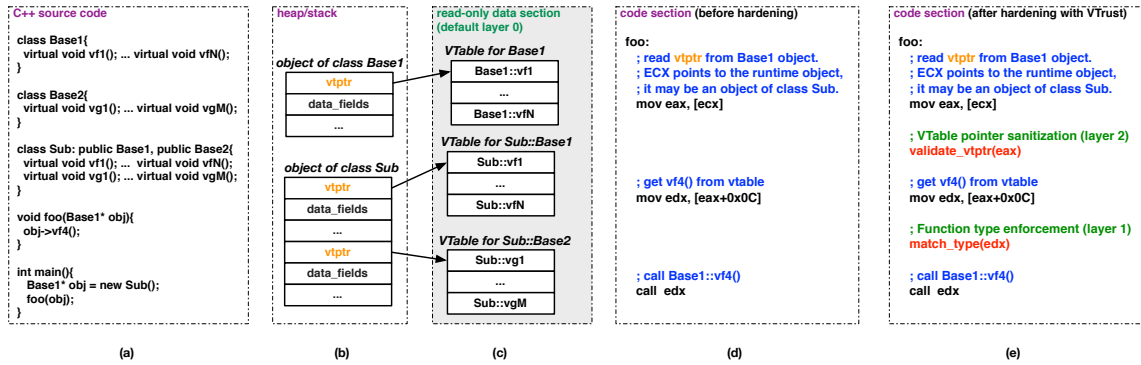 C++ source code
class Base1{
virtual void vf1(); ... virtual void vfN();
}
class Base2{
virtual void vg1(); ... virtual void vgM();
}
class Sub: public Base1, public Base2{
virtual void vf1(); ... virtual void vfN();
virtual void vg1(); ... virtual void vgM();
}
void foo(Base1* obj){
obj->vf4();
}
int main(){
Base1* obj = new Sub();
foo(obj);
}
(a)
heap/stack
object of class Base1
vtptr
data_fields
...
object of class Sub
vtptr
data_fields
...
vtptr
data_fields
...
(b)
read-only data section
(default layer 0)
VTable for Base1
Base1::vf1
...
Base1::vfN
VTable for Sub::Base1
Sub::vf1
...
Sub::vfN
VTable for Sub::Base2
Sub::vg1
...
Sub::vgM
(c)
code section (before hardening)
foo:
; read vtptr from Base1 object.
; ECX points to the runtime object,
; it may be an object of class Sub.
mov eax, [ecx]
; get vf4() from vtable
mov edx, [eax+0x0C]
; call Base1::vf4()
call edx
(d)
code section (after hardening with VTrust)
foo:
; read vtptr from Base1 object.
; ECX points to the runtime object,
; it may be an object of class Sub.
mov eax, [ecx]
; VTable pointer sanitization (layer 2)
validate_vtptr(eax)
; get vf4() from vtable
mov edx, [eax+0x0C]
; Function type enforcement (layer 1)
match_type(edx)
; call Base1::vf4()
call edx
(e)